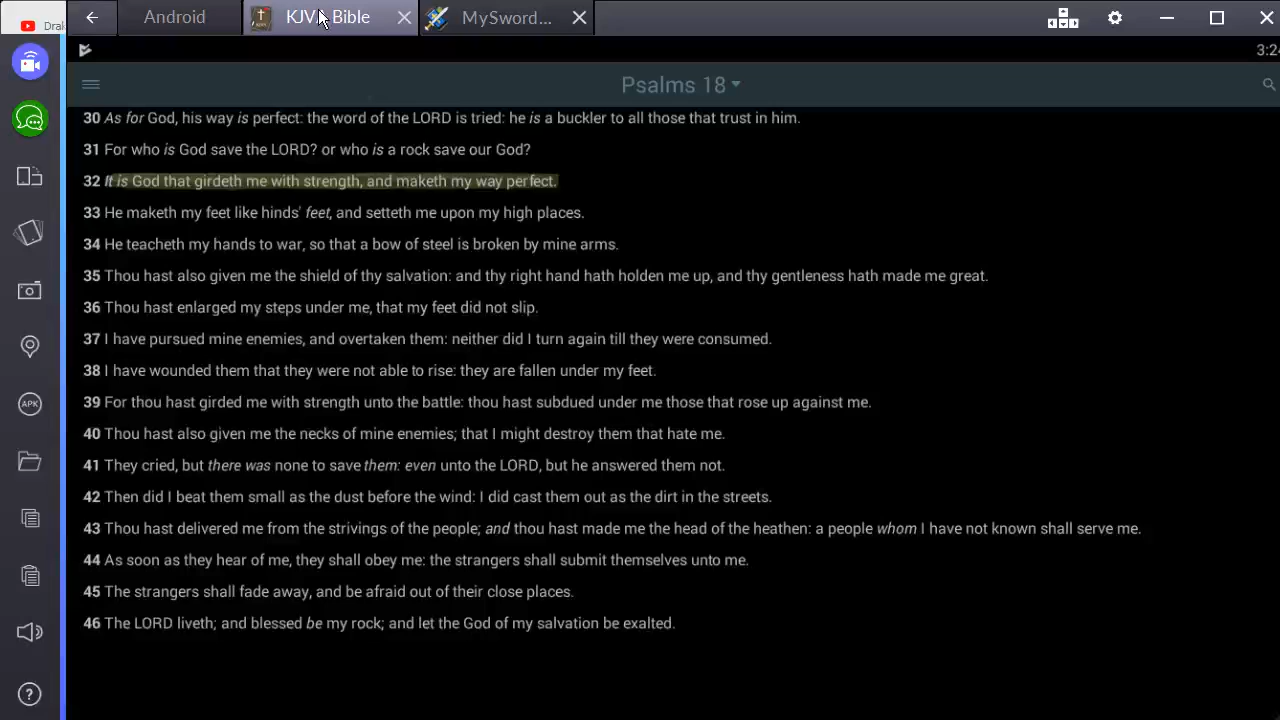 Drak
Android
KJV Bible
MySword...
3:24
Psalms 18
30 As for God, his way is perfect: the word of the LORD is tried: he is a buckler to all those that trust in him.
31 For who is God save the LORD? or who is a rock save our God?
32 It is God that girdeth me with strength, and maketh my way perfect.
33 He maketh my feet like hinds' feet, and setteth me upon my high places.
34 He teacheth my hands to war, so that a bow of steel is broken by mine arms.
35 Thou hast also given me the shield of thy salvation: and thy right hand hath holden me up, and thy gentleness hath made me great.
36 Thou hast enlarged my steps under me, that my feet did not slip.
37 I have pursued mine enemies, and overtaken them: neither did I turn again till they were consumed.
38 I have wounded them that they were not able to rise: they are fallen under my feet.
39 For thou hast girded me with strength unto the battle: thou hast subdued under me those that rose up against me.
40 Thou hast also given me the necks of mine enemies; that I might destroy them that hate me.
41 They cried, but there was none to save them: even unto the LORD, but he answered them not.
42 Then did I beat them small as the dust before the wind: I did cast them out as the dirt in the streets.
43 Thou hast delivered me from the strivings of the people; and thou hast made me the head of the heathen: a people whom I have not known shall serve me.
44 As soon as they hear of me, they shall obey me: the strangers shall submit themselves unto me.
45 The strangers shall fade away, and be afraid out of their close places.
46 The LORD liveth; and blessed be my rock; and let the God of my salvation be exalted.
APK